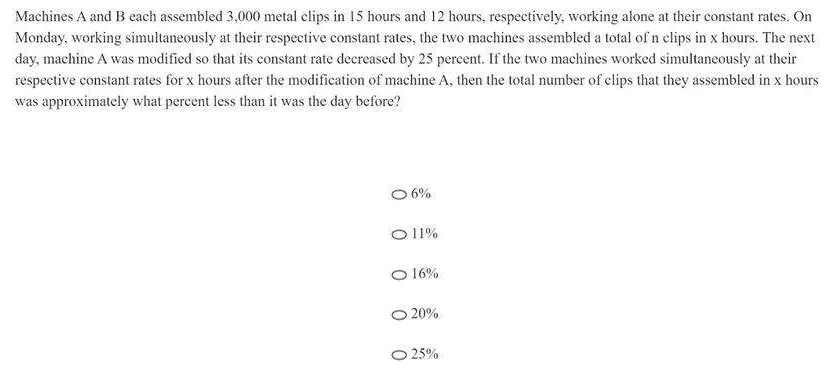 Machines A and B each assembled 3,000 metal clips in 15 hours and 12 hours, respectively, working alone at their constant rates. On
Monday, working simultaneously at their respective constant rates, the two machines assembled a total of n clips in x hours. The next
day, machine A was modified so that its constant rate decreased by 25 percent. If the two machines worked simultaneously at their
respective constant rates for x hours after the modification of machine A, then the total number of clips that they assembled in x hours
was approximately what percent less than it was the day before?
6%
11%
16%
20%
25%